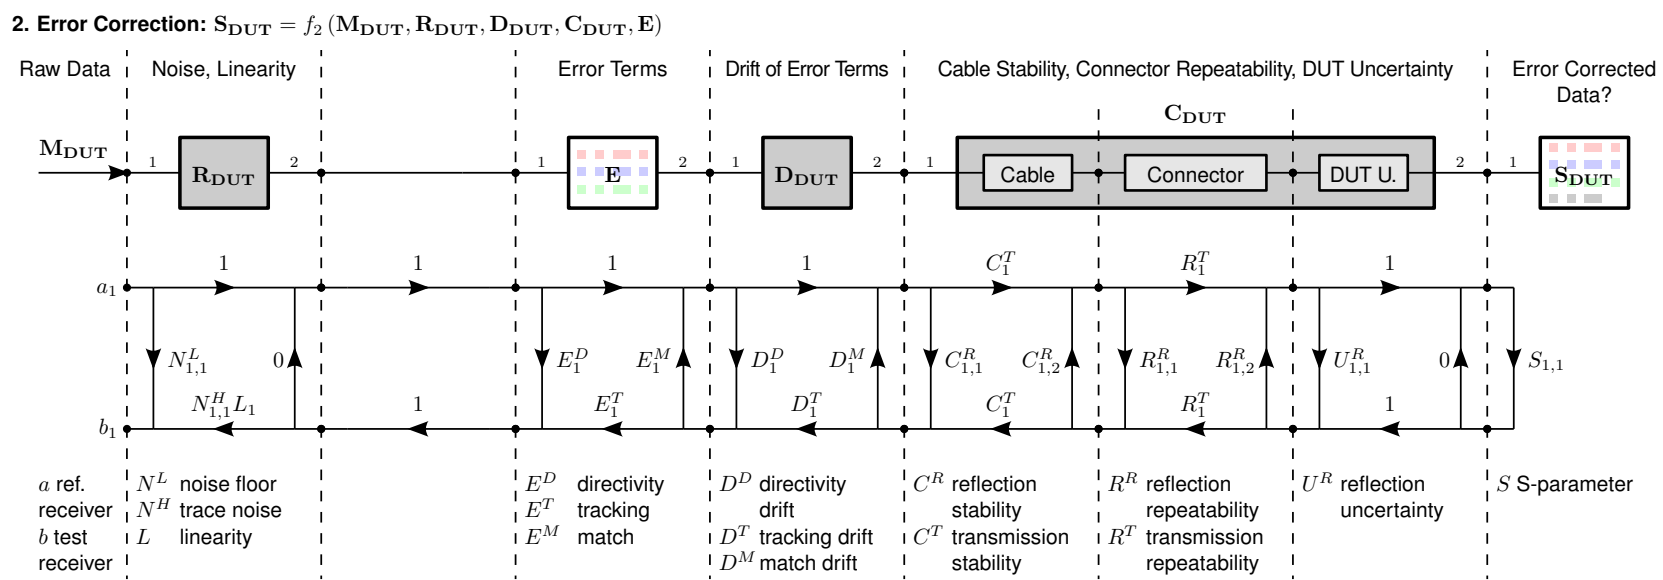 2. Error Correction: S_DUT = f_2 (M_DUT, R_DUT, D_DUT, C_DUT, E)
Raw Data Noise, Linearity Error Terms Drift of Error Terms Cable Stability, Connector Repeatability, DUT Uncertainty Error Corrected
Data?
C_DUT
M_DUT
1 R_DUT 2 1 E 2 1 D_DUT 2 1 Cable Connector DUT U. 2 1 S_DUT
1 1 1 1 C_1^T R_1^T 1
a_1
N_{1,1}^L 0 E_1^D E_1^M D_1^D D_1^M C_{1,1}^R C_{1,2}^R R_{1,1}^R R_{1,2}^R U_{1,1}^R 0 S_{1,1}
N_{1,1}^H L_1 1 E_1^T D_1^T C_1^T R_1^T 1
b_1
a ref. N^L noise floor E^D directivity D^D directivity C^R reflection R^R reflection U^R reflection S S-parameter
receiver N^H trace noise E^T tracking drift stability repeatability uncertainty
b test L linearity E^M match D^T tracking drift C^T transmission R^T transmission
receiver D^M match drift stability repeatability